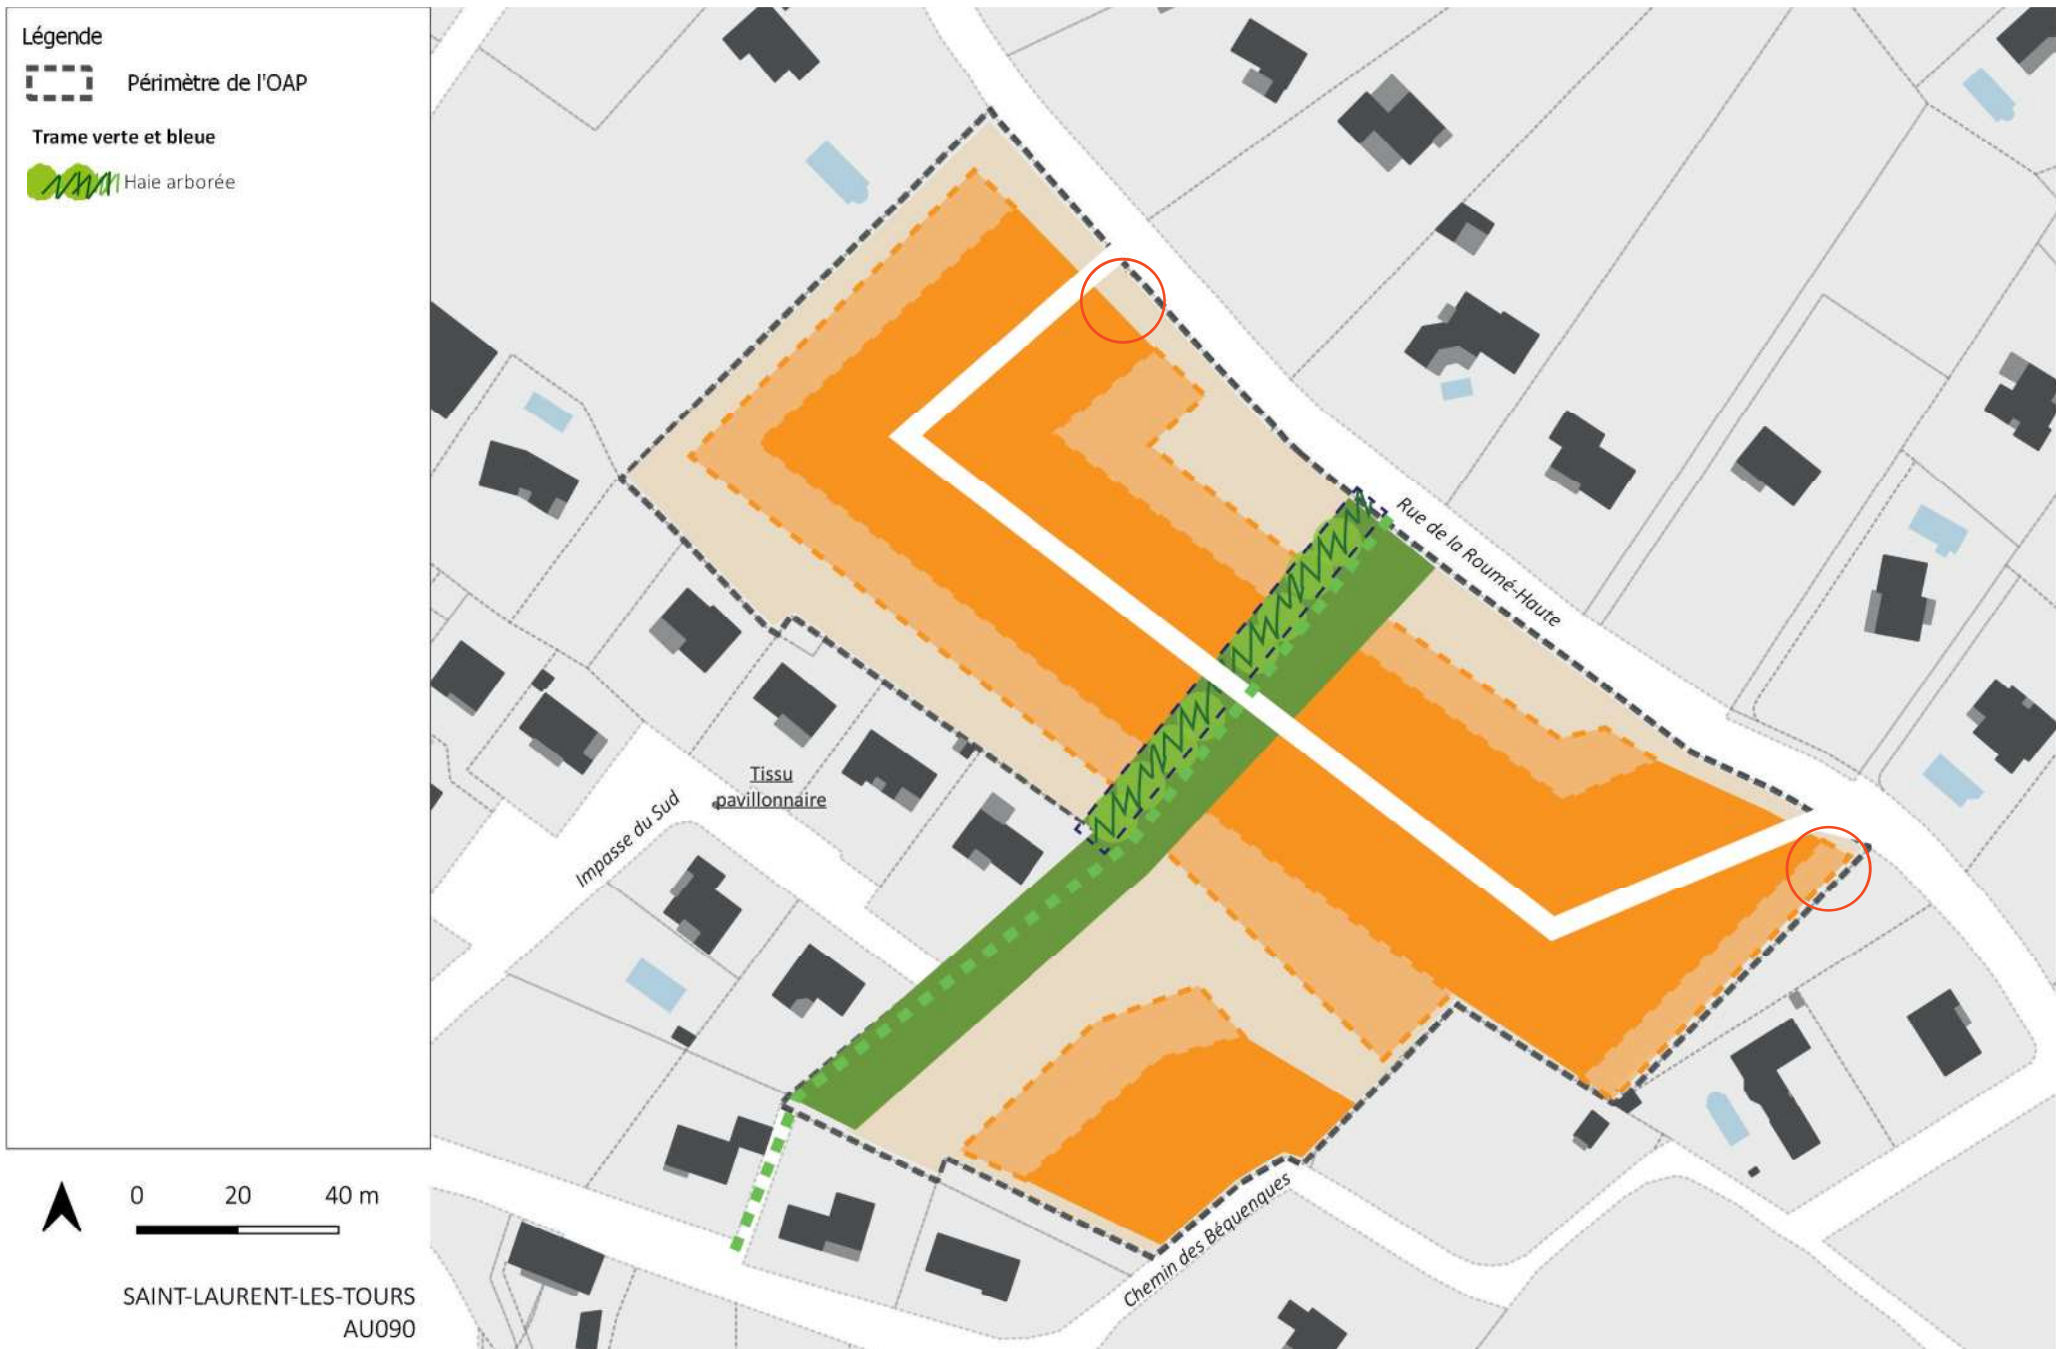 Légende
Périmètre de l'OAP
Trame verte et bleue
Haie arborée
Rue de la Roumé-Haute
Tissu
pavillonnaire
Impasse du Sud
Chemin des Béquenques
0 20 40 m
SAINT-LAURENT-LES-TOURS
AU090